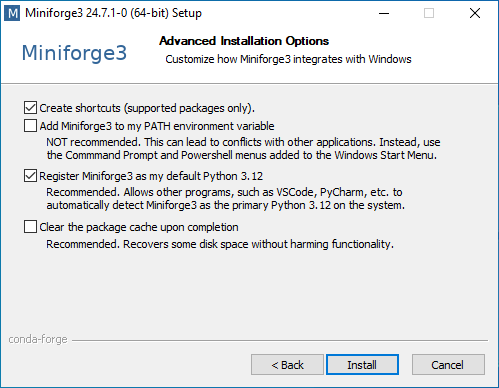 Miniforge3 24.7.1-0 (64-bit) Setup
Miniforge3
Advanced Installation Options
Customize how Miniforge3 integrates with Windows
Create shortcuts (supported packages only).
Add Miniforge3 to my PATH environment variable
NOT recommended. This can lead to conflicts with other applications. Instead, use
the Commmand Prompt and Powershell menus added to the Windows Start Menu.
Register Miniforge3 as my default Python 3.12
Recommended. Allows other programs, such as VSCode, PyCharm, etc. to
automatically detect Miniforge3 as the primary Python 3.12 on the system.
Clear the package cache upon completion
Recommended. Recovers some disk space without harming functionality.
conda-forge
< Back
Install
Cancel